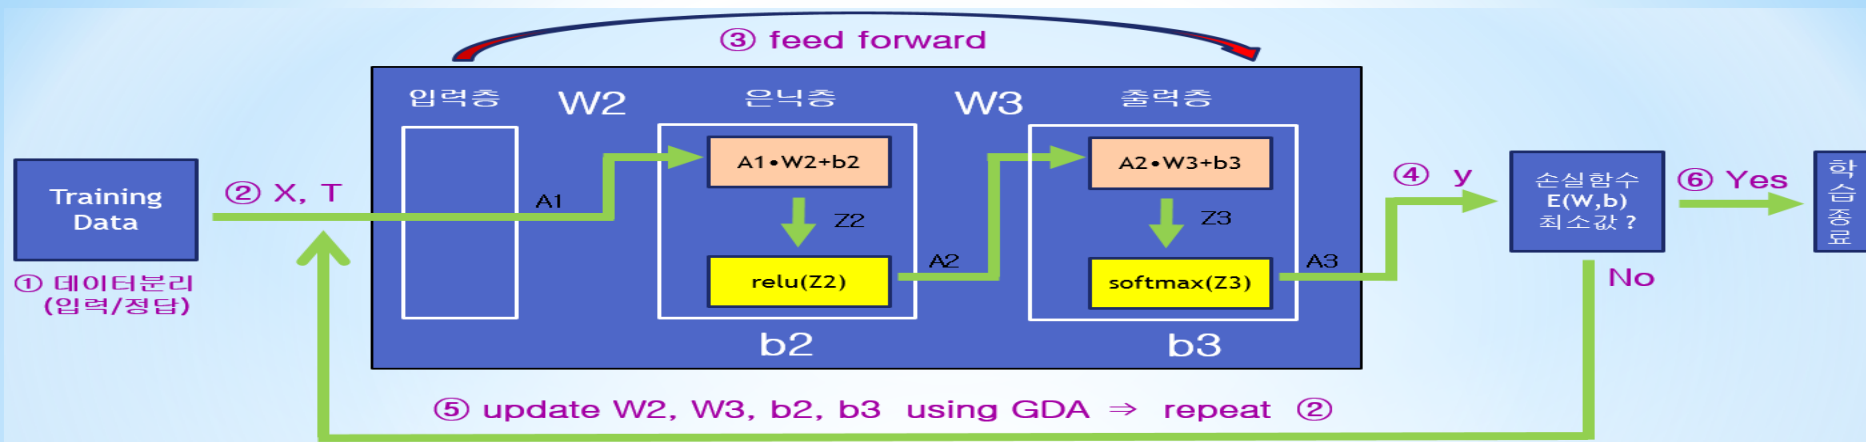 ③ feed forward
입력층
W2
은닉층
W3
출력층
Training
Data
① 데이터분리
(입력/정답)
② X, T
A1
A1•W2+b2
Z2
relu(Z2)
b2
A2
A2•W3+b3
Z3
softmax(Z3)
b3
A3
④ y
손실함수
E(W,b)
최소값 ?
⑥ Yes
학
습
종
료
No
⑤ update W2, W3, b2, b3 using GDA ⇒ repeat ②